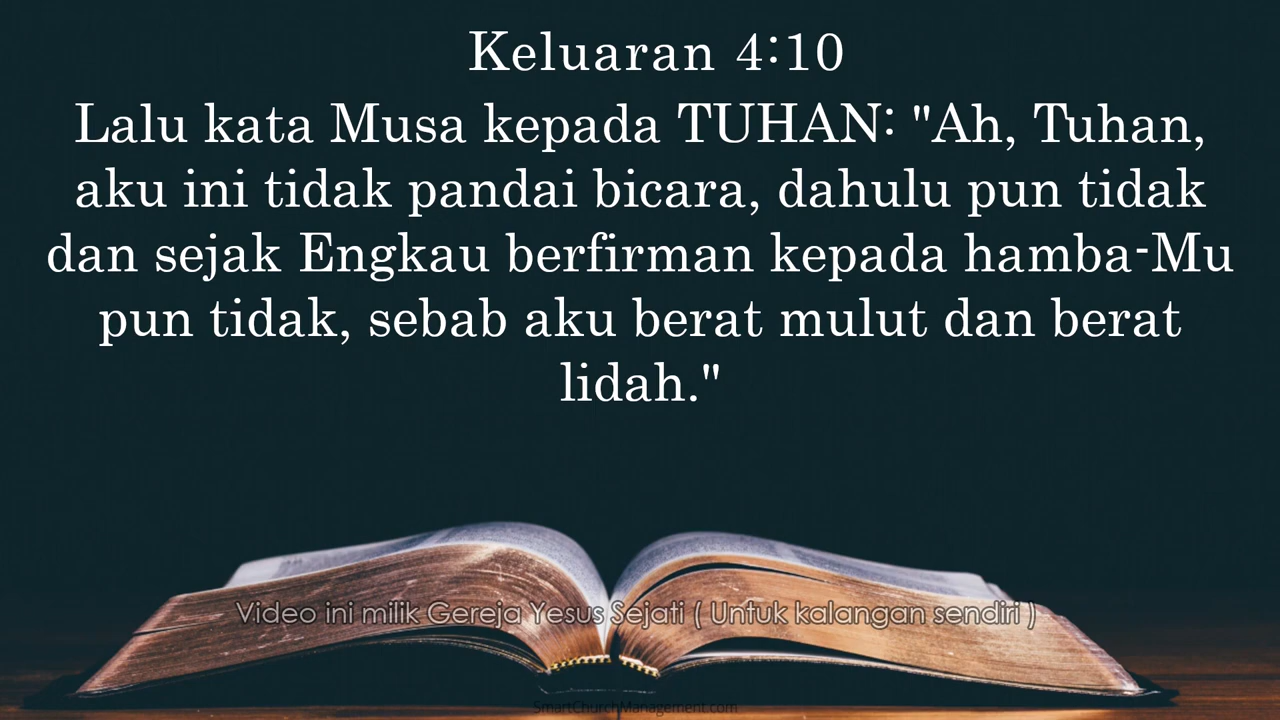 Keluaran 4:10
Lalu kata Musa kepada TUHAN: "Ah, Tuhan,
aku ini tidak pandai bicara, dahulu pun tidak
dan sejak Engkau berfirman kepada hamba-Mu
pun tidak, sebab aku berat mulut dan berat
lidah."
Video ini milik Gereja Yesus Sejati ( Untuk kalangan sendiri )
SmartChurchManagement.com